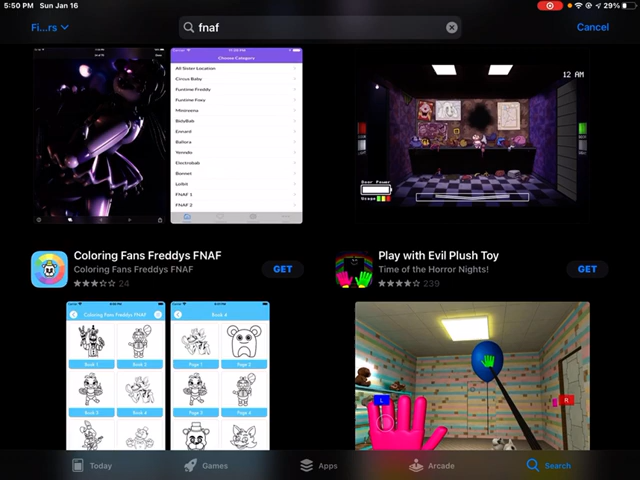 5:50 PM Sun Jan 16
29%
Fi...rs
fnaf
Cancel
Choose Category
All Sister Location
Circus Baby
Funtime Freddy
Funtime Foxy
Minireena
BidyBab
Ennard
Ballora
Yenndo
Electrobab
Bonnet
Lolbit
FNAF 1
FNAF 2
12 AM
Door Power
Usage
Coloring Fans Freddys FNAF
Coloring Fans Freddys FNAF
24
GET
Play with Evil Plush Toy
Time of the Horror Nights!
239
GET
Coloring Fans Freddys FNAF
Book 1
Book 2
Book 3
Book 4
Book 4
Page 1
Page 2
Page 3
Page 4
L
R
Today
Games
Apps
Arcade
Search